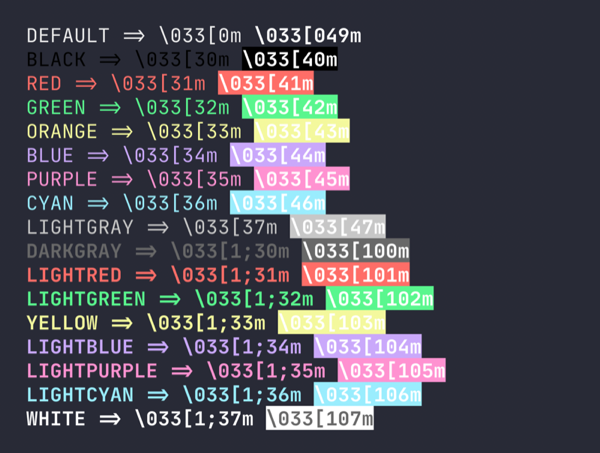 DEFAULT => \033[0m \033[049m
BLACK => \033[30m \033[40m
RED => \033[31m \033[41m
GREEN => \033[32m \033[42m
ORANGE => \033[33m \033[43m
BLUE => \033[34m \033[44m
PURPLE => \033[35m \033[45m
CYAN => \033[36m \033[46m
LIGHTGRAY => \033[37m \033[47m
DARKGRAY => \033[1;30m \033[100m
LIGHTRED => \033[1;31m \033[101m
LIGHTGREEN => \033[1;32m \033[102m
YELLOW => \033[1;33m \033[103m
LIGHTBLUE => \033[1;34m \033[104m
LIGHTPURPLE => \033[1;35m \033[105m
LIGHTCYAN => \033[1;36m \033[106m
WHITE => \033[1;37m \033[107m